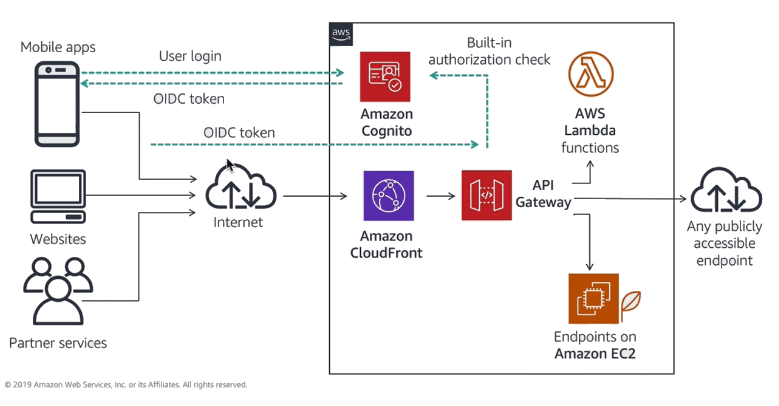 Mobile apps
User login
OIDC token
OIDC token
aws
Built-in
authorization check
Amazon
Cognito
AWS
Lambda
functions
Websites
Internet
Amazon
CloudFront
API
Gateway
Any publicly
accessible
endpoint
Partner services
Endpoints on
Amazon EC2
© 2019 Amazon Web Services, Inc. or its Affiliates. All rights reserved.